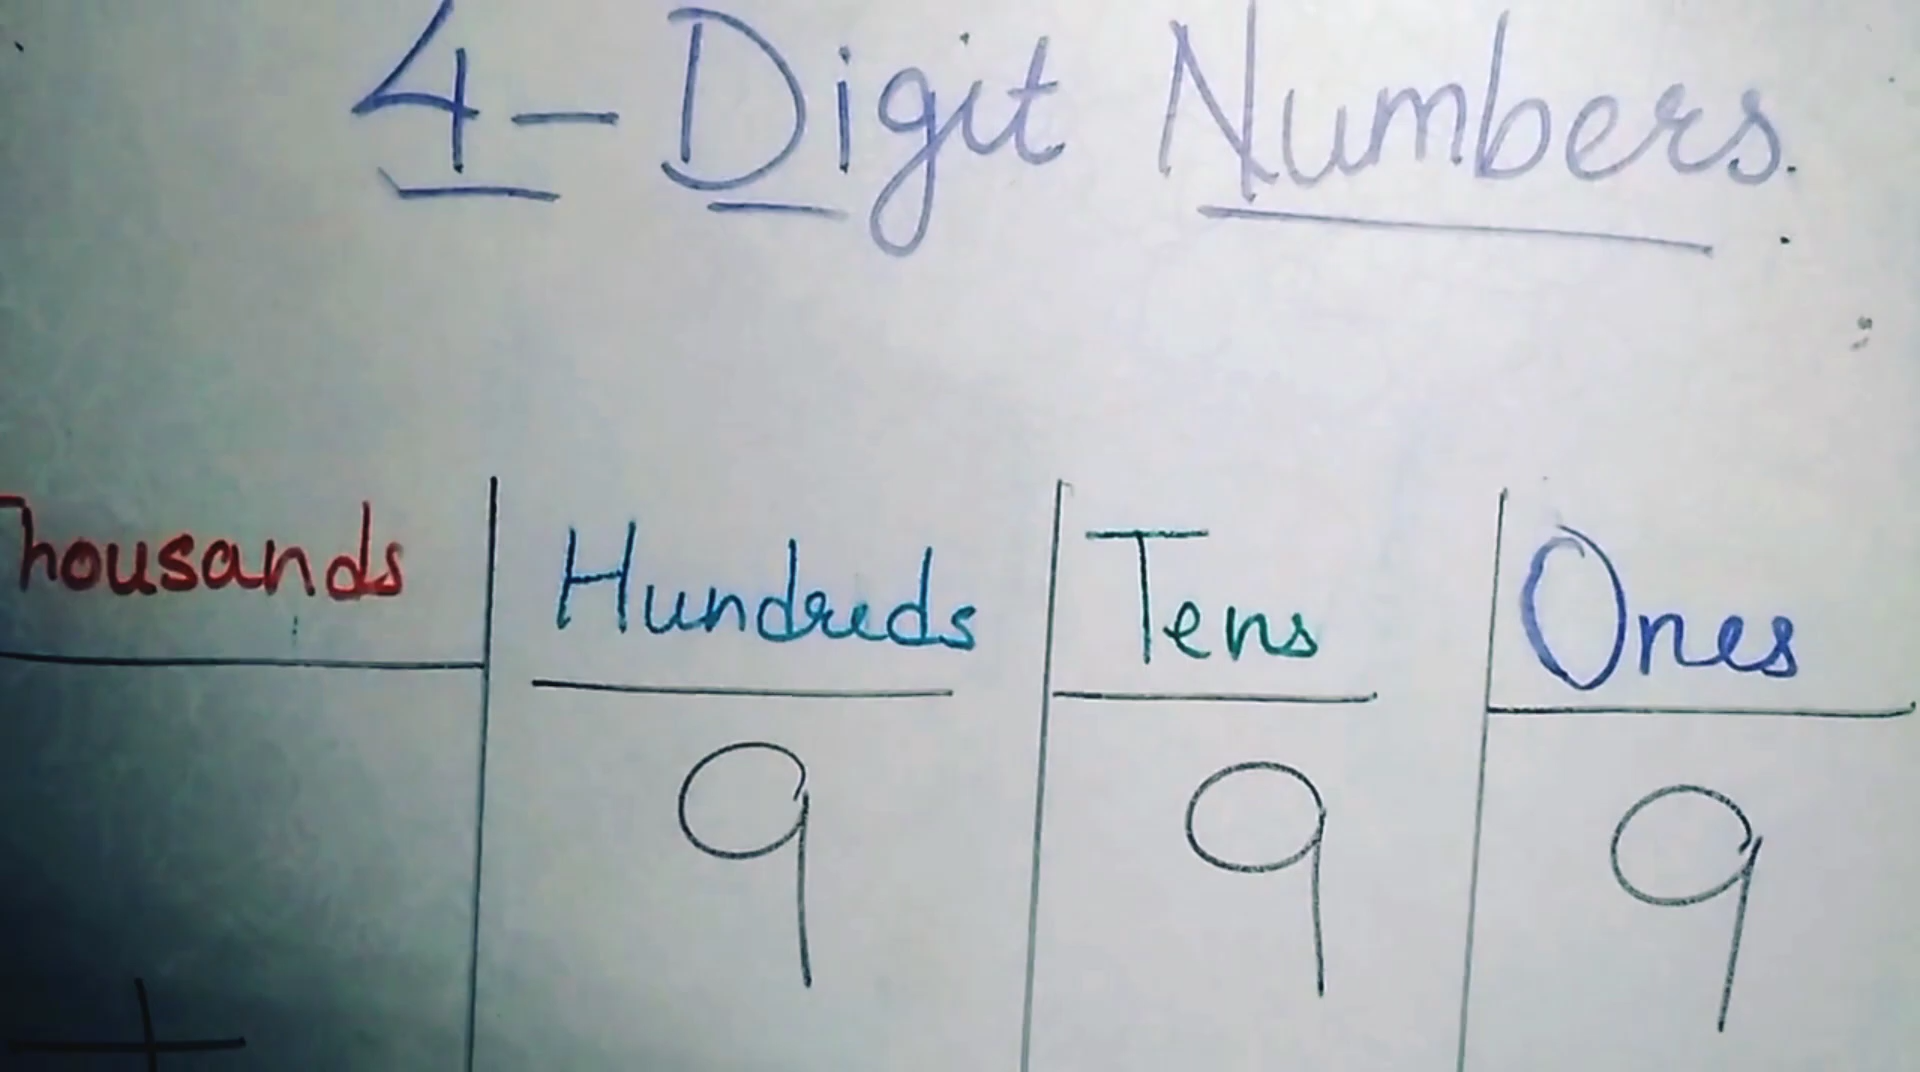 4- Digit Numbers.
Thousands Hundreds Tens Ones
9 9 9
+